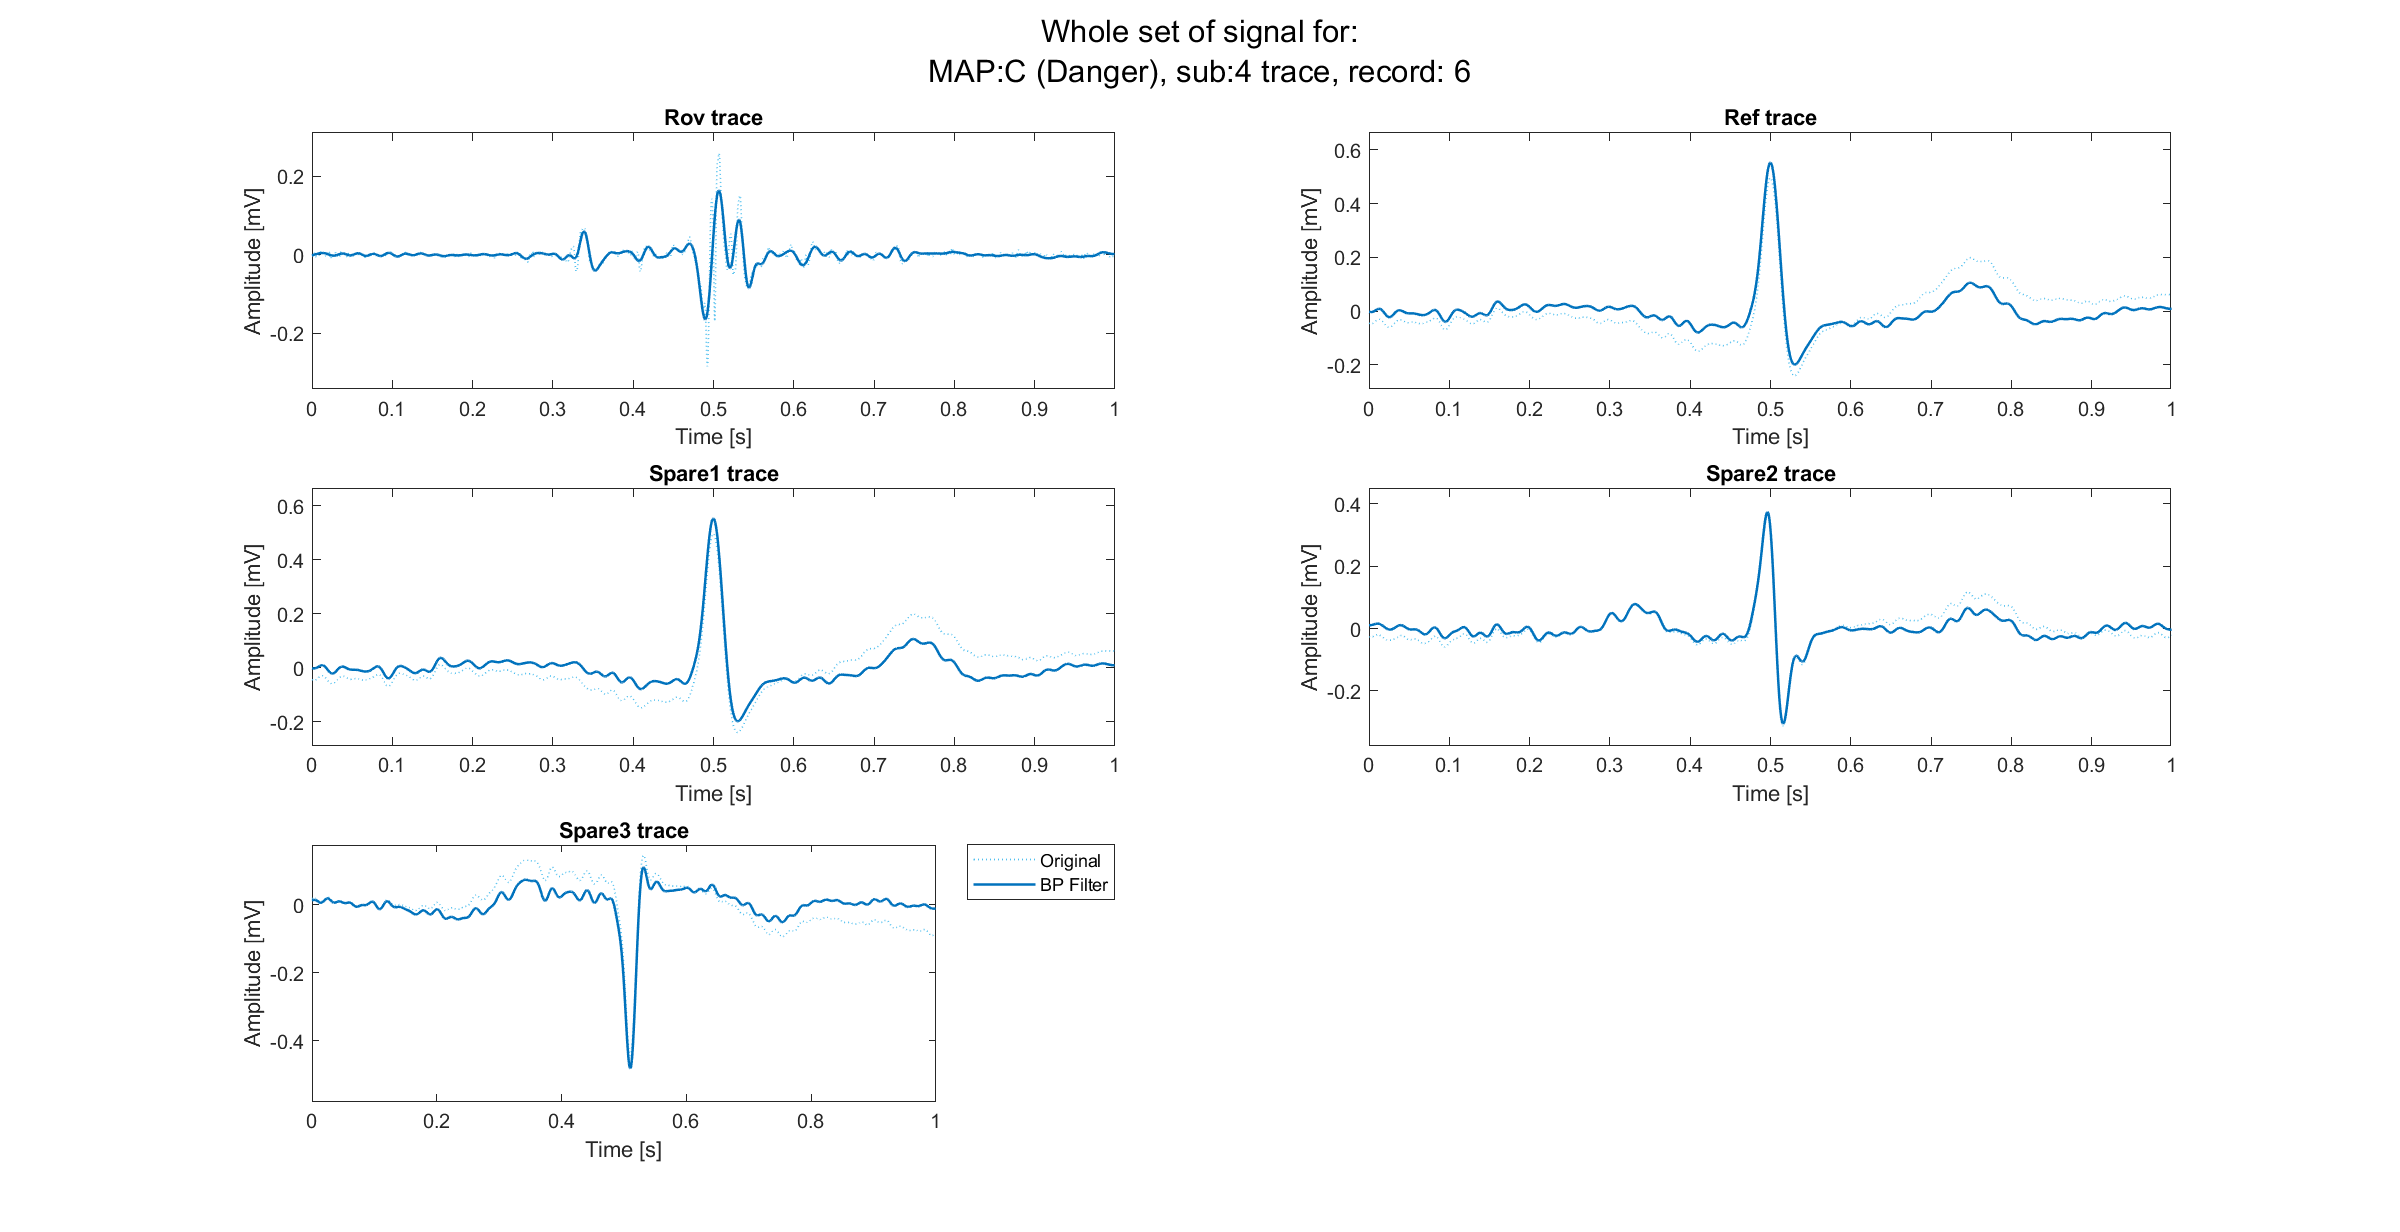 Whole set of signal for:
MAP:C (Danger), sub:4 trace, record: 6
Rov trace
Amplitude [mV]
0.2
0
-0.2
0 0.1 0.2 0.3 0.4 0.5 0.6 0.7 0.8 0.9 1
Time [s]
Ref trace
Amplitude [mV]
0.6
0.4
0.2
0
-0.2
0 0.1 0.2 0.3 0.4 0.5 0.6 0.7 0.8 0.9 1
Time [s]
Spare1 trace
Amplitude [mV]
0.6
0.4
0.2
0
-0.2
0 0.1 0.2 0.3 0.4 0.5 0.6 0.7 0.8 0.9 1
Time [s]
Spare2 trace
Amplitude [mV]
0.4
0.2
0
-0.2
0 0.1 0.2 0.3 0.4 0.5 0.6 0.7 0.8 0.9 1
Time [s]
Spare3 trace
Amplitude [mV]
0
-0.2
-0.4
0 0.2 0.4 0.6 0.8 1
Time [s]
Original
BP Filter